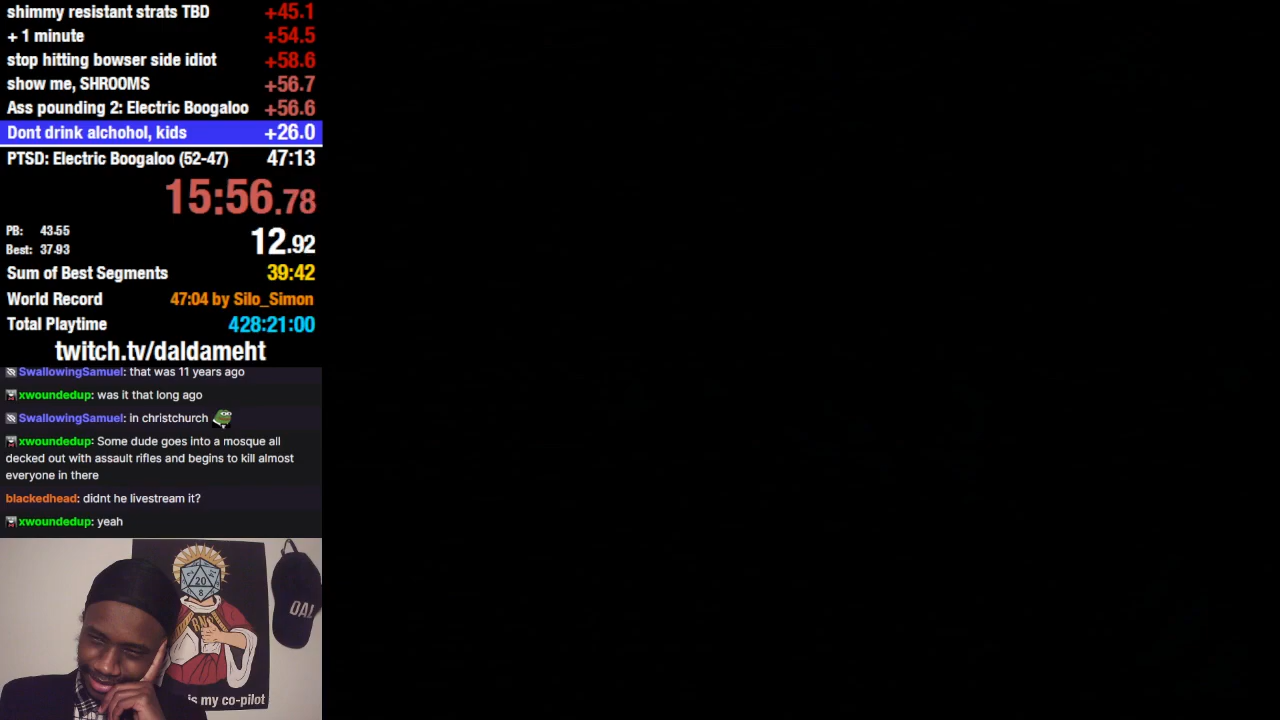 shimmy resistant strats TBD +45.1
+ 1 minute +54.5
stop hitting bowser side idiot +58.6
show me, SHROOMS +56.7
Ass pounding 2: Electric Boogaloo +56.6
Dont drink alchohol, kids +26.0
PTSD: Electric Boogaloo (52-47) 47:13
15:56.78
PB: 43.55
Best: 37.93
12.92
Sum of Best Segments 39:42
World Record 47:04 by Silo_Simon
Total Playtime 428:21:00
twitch.tv/daldameht
SwallowingSamuel: that was 11 years ago
xwoundedup: was it that long ago
SwallowingSamuel: in christchurch
xwoundedup: Some dude goes into a mosque all
decked out with assault rifles and begins to kill almost
everyone in there
blackedhead: didnt he livestream it?
xwoundedup: yeah
20
8
is my co-pilot